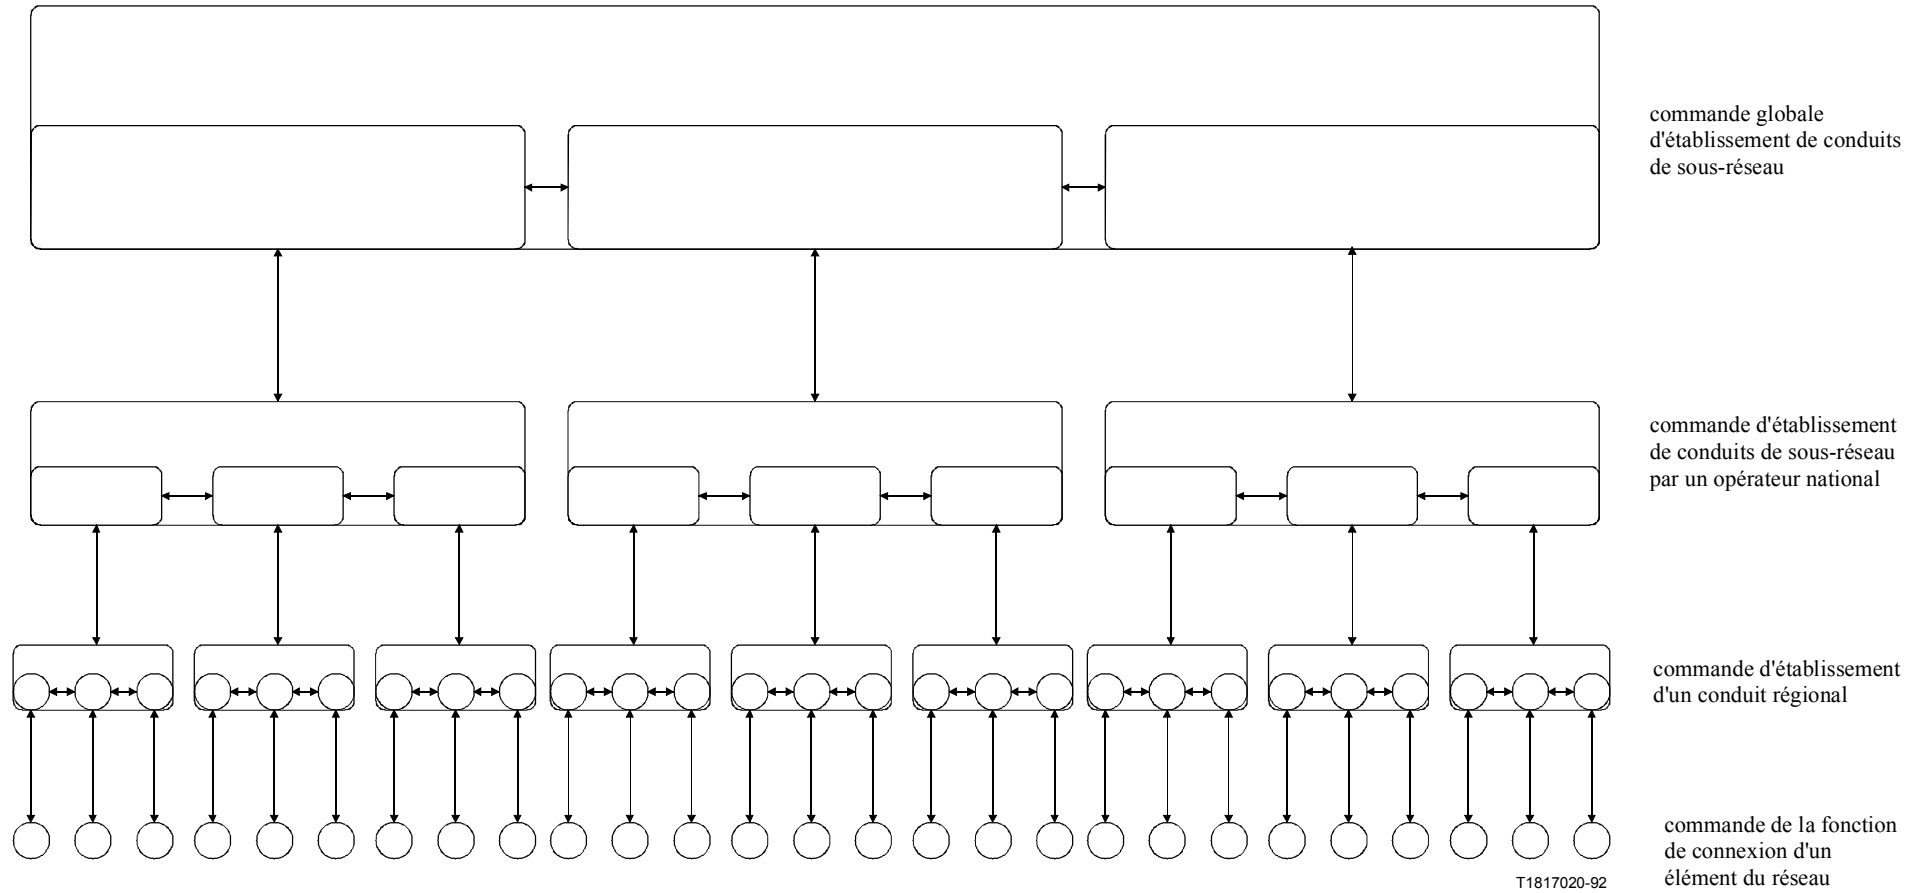 commande globale
d'établissement de conduits
de sous-réseau
commande d'établissement
de conduits de sous-réseau
par un opérateur national
commande d'établissement
d'un conduit régional
commande de la fonction
de connexion d'un
élément du réseau
T1817020-92